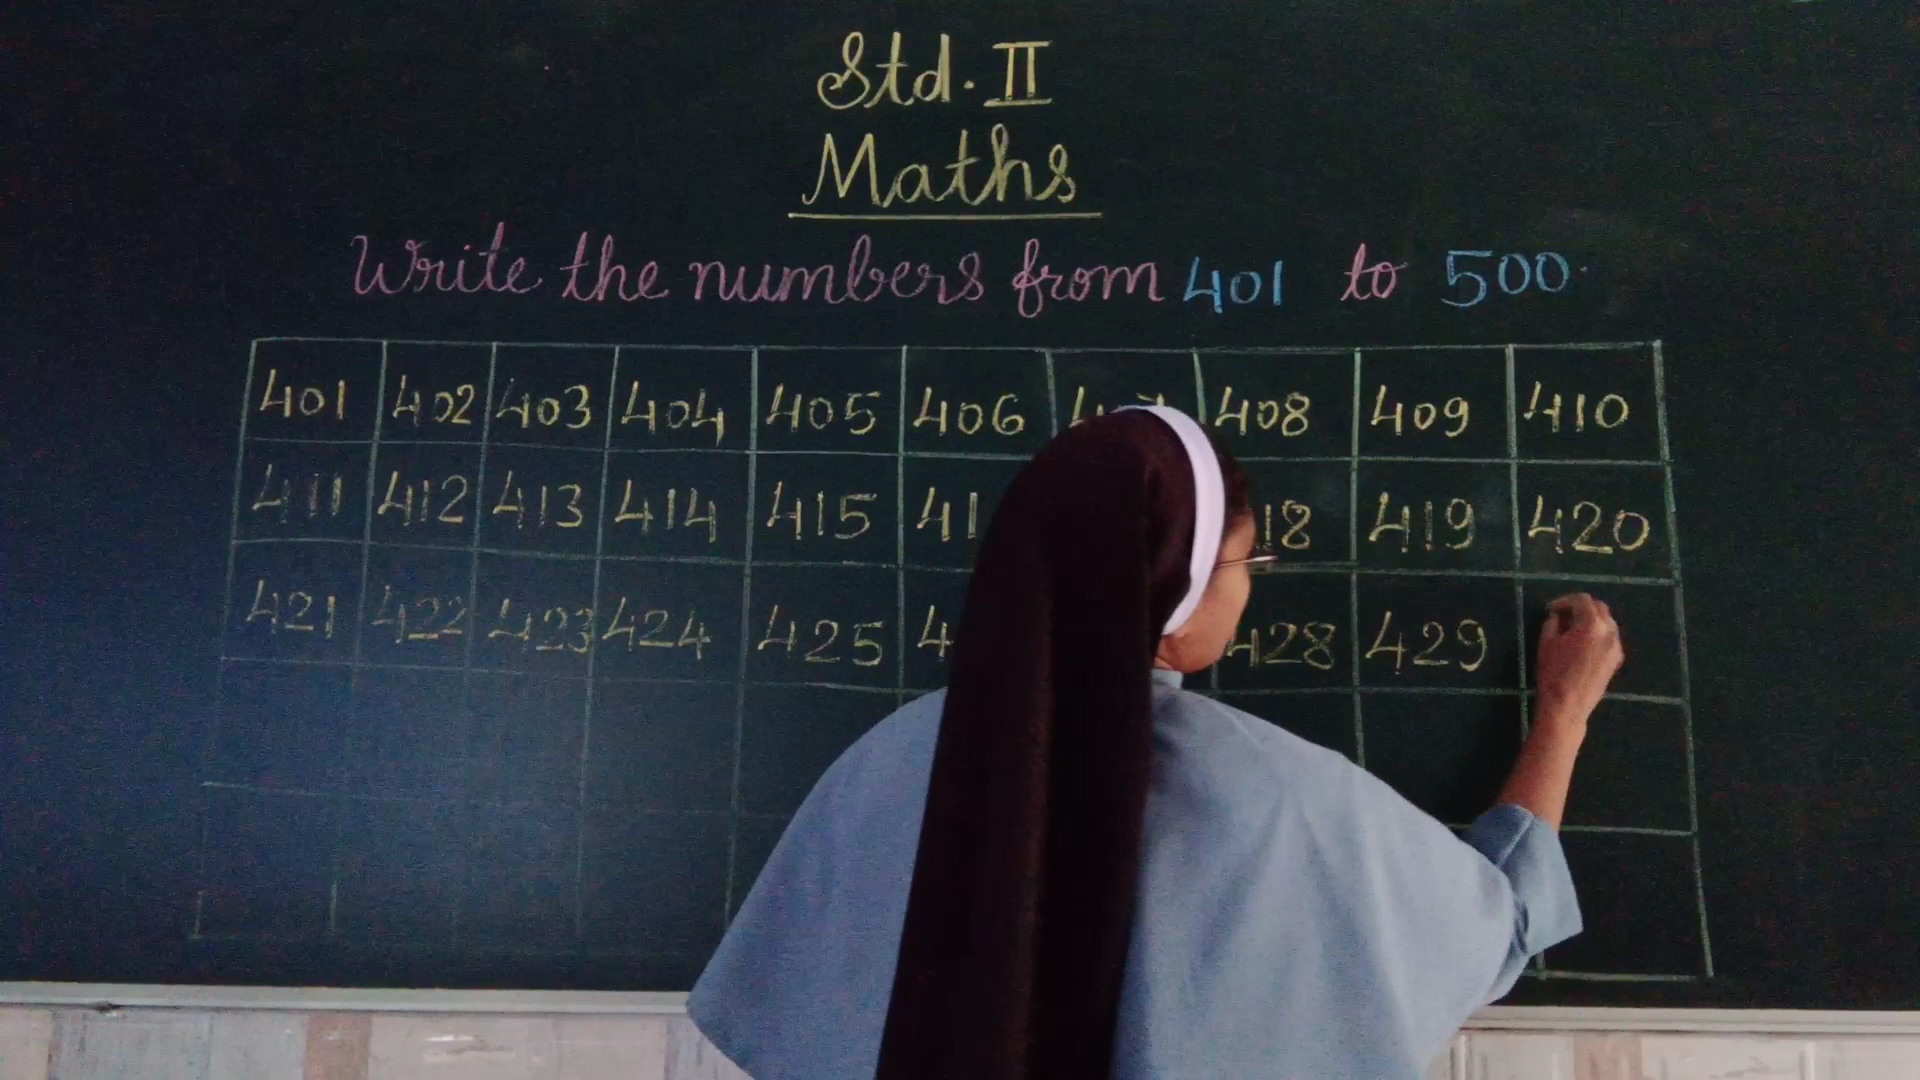 Std. II
Maths
Write the numbers from 401 to 500.
401 402 403 404 405 406 408 409 410
411 412 413 414 415 419 420
421 422 423 424 425 428 429